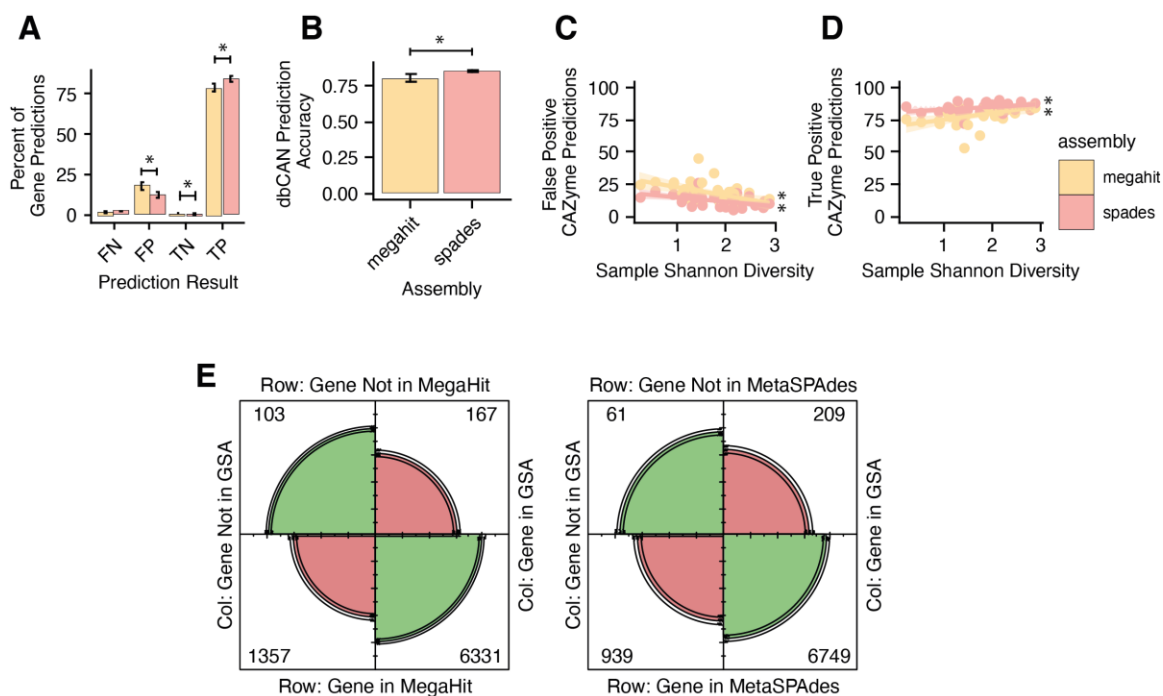 A
Percent of
Gene Predictions
75
50
25
0
*
*
*
FN
FP
TN
TP
Prediction Result
B
dbCAN Prediction
Accuracy
0.75
0.50
0.25
0.00
*
megahit
spades
Assembly
C
False Positive
CAZyme Predictions
100
75
50
25
0
*
*
1 2 3
Sample Shannon Diversity
D
True Positive
CAZyme Predictions
100
75
50
25
0
*
*
1 2 3
Sample Shannon Diversity
assembly
megahit
spades
E
Row: Gene Not in MegaHit
103 167
Col: Gene Not in GSA
Col: Gene in GSA
1357 6331
Row: Gene in MegaHit
Row: Gene Not in MetaSPAdes
61 209
Col: Gene Not in GSA
Col: Gene in GSA
939 6749
Row: Gene in MetaSPAdes